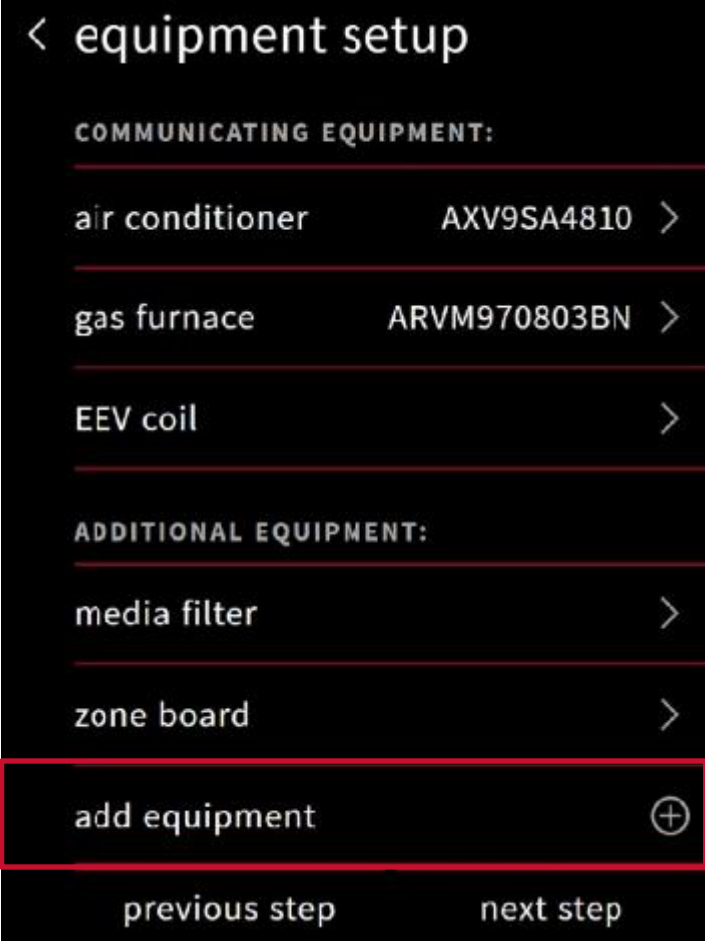 equipment setup
COMMUNICATING EQUIPMENT:
air conditioner AXV9SA4810
gas furnace ARVM970803BN
EEV coil
ADDITIONAL EQUIPMENT:
media filter
zone board
add equipment
previous step next step